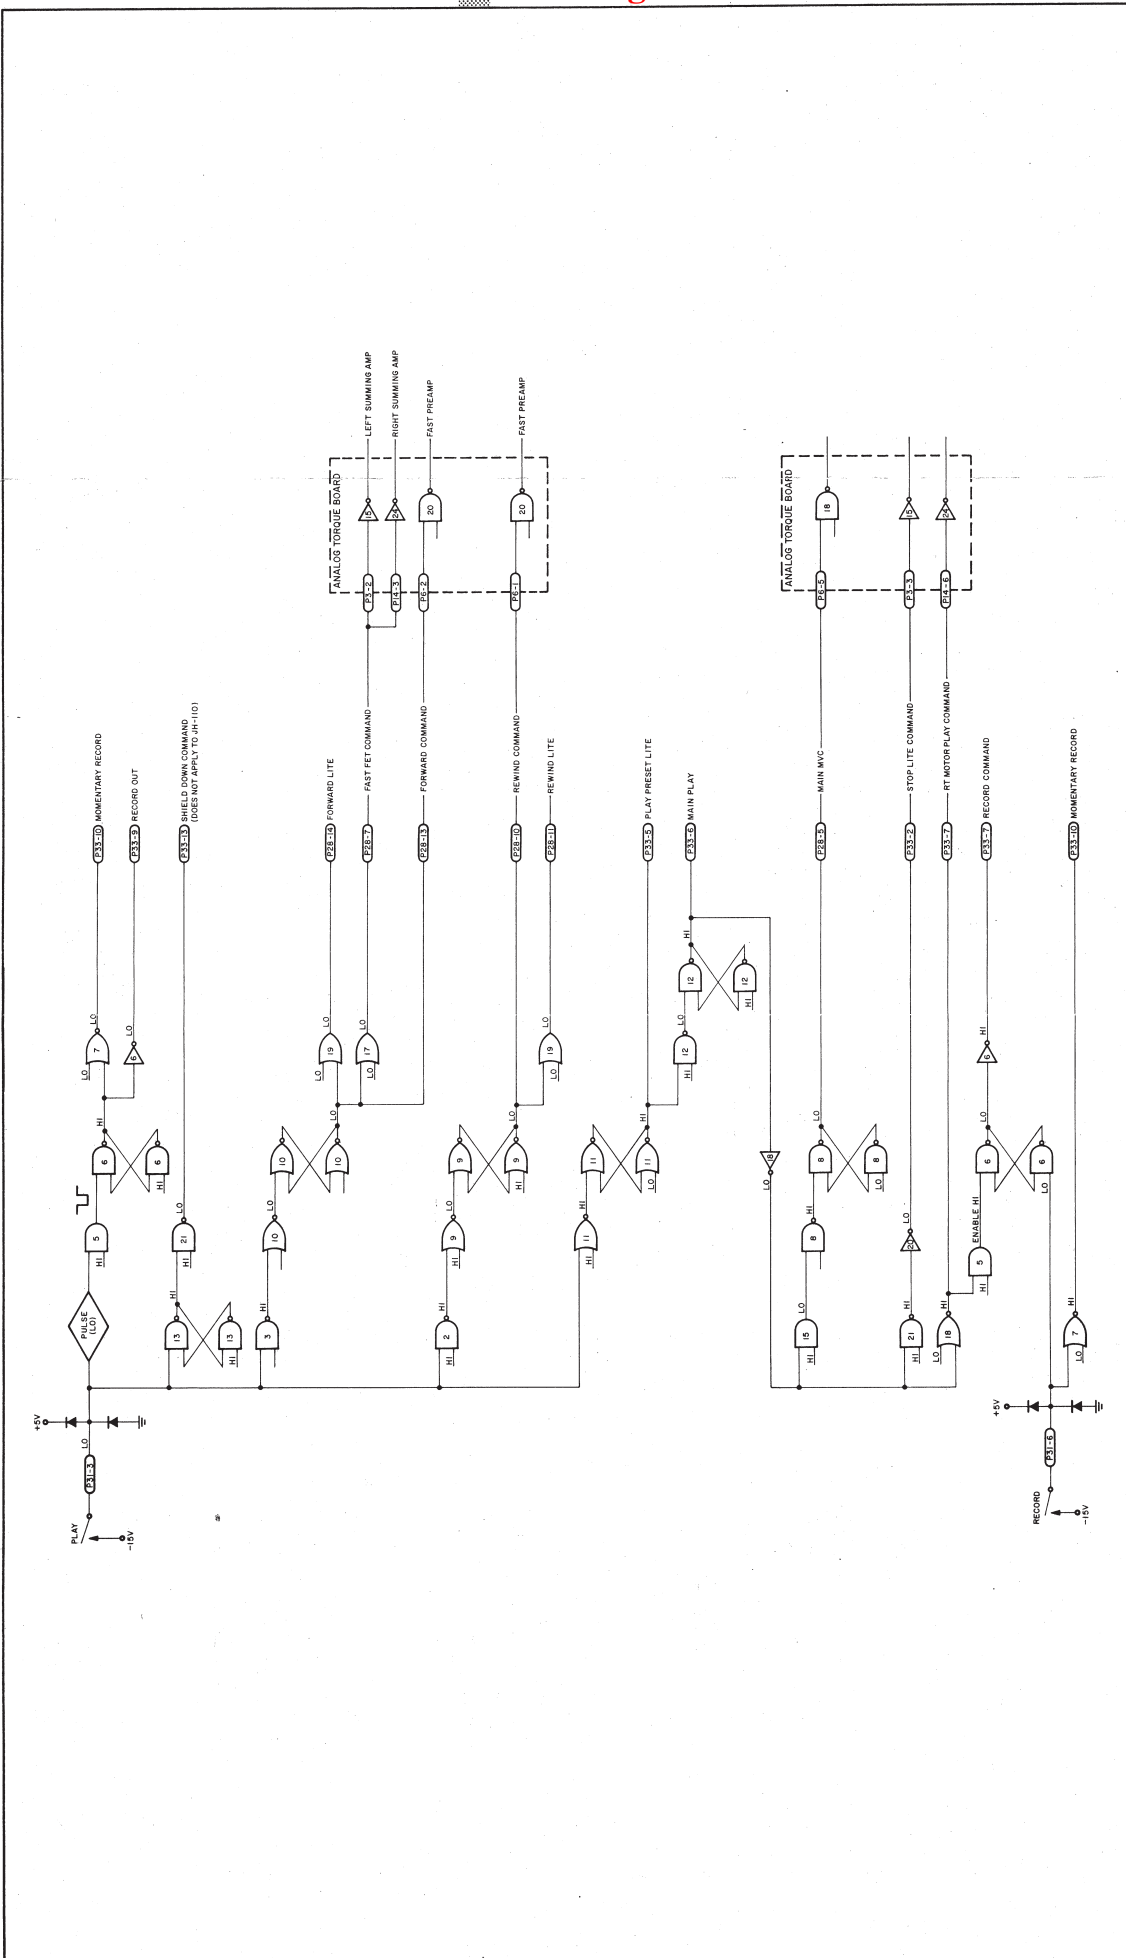 +5V
PLAY
-15V
P31-3
LO
PULSE
(LO)
HI
5
HI
6
6
HI
LO
7
LO
P33-10
MOMENTARY RECORD
6
LO
P33-9
RECORD OUT
13
HI
13
HI
HI
21
LO
P33-13
SHIELD DOWN COMMAND
(DOES NOT APPLY TO JH-110)
3
HI
10
LO
10
10
LO
LO
19
LO
P28-14
FORWARD LITE
LO
17
LO
P28-7
FAST FET COMMAND
P28-13
FORWARD COMMAND
ANALOG TORQUE BOARD
P3-2
15
LEFT SUMMING AMP
P14-3
24
RIGHT SUMMING AMP
P6-2
20
FAST PREAMP
P6-1
20
FAST PREAMP
HI
2
HI
HI
9
LO
9
HI
9
LO
P28-10
REWIND COMMAND
LO
19
LO
P28-11
REWIND LITE
HI
11
HI
11
LO
11
HI
P33-5
PLAY PRESET LITE
HI
12
LO
12
HI
12
HI
P33-6
MAIN PLAY
18
LO
HI
15
LO
8
HI
8
LO
8
LO
P28-5
MAIN MVC
ANALOG TORQUE BOARD
P6-5
18
HI
21
HI
20
LO
P33-2
STOP LITE COMMAND
P3-3
15
LO
18
HI
P33-7
RT MOTOR PLAY COMMAND
P14-6
24
HI
5
ENABLE HI
6
LO
6
LO
6
HI
P33-7
RECORD COMMAND
+5V
RECORD
-15V
P31-6
LO
7
HI
P33-10
MOMENTARY RECORD